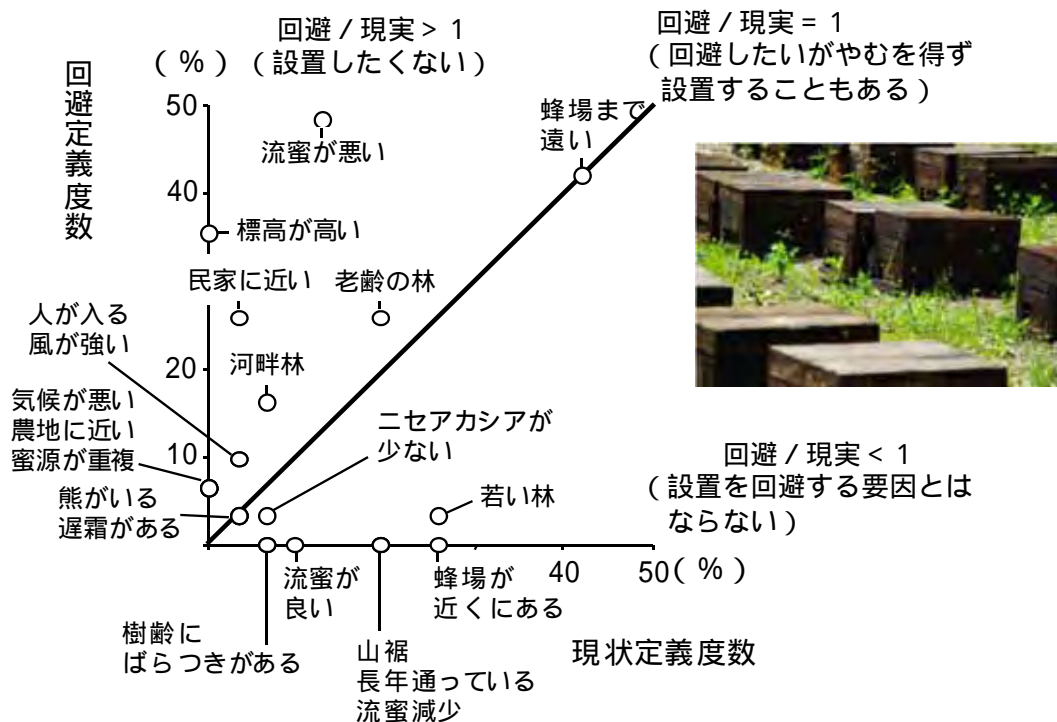 回避 / 現実 > 1
(設置したくない)
回避 / 現実 = 1
(回避したいがやむを得ず
設置することもある)
回避定義度数
(%)
50
40
20
10
蜂場まで
遠い
流蜜が悪い
標高が高い
民家に近い
老齢の林
人が入る
風が強い
河畔林
気候が悪い
農地に近い
蜜源が重複
ニセアカシアが
少ない
熊がいる
遅霜がある
若い林
回避 / 現実 < 1
(設置を回避する要因とは
ならない)
流蜜が
良い
蜂場が
近くにある
40
50(%)
樹齢に
ばらつきがある
山裾
長年通っている
流蜜減少
現状定義度数